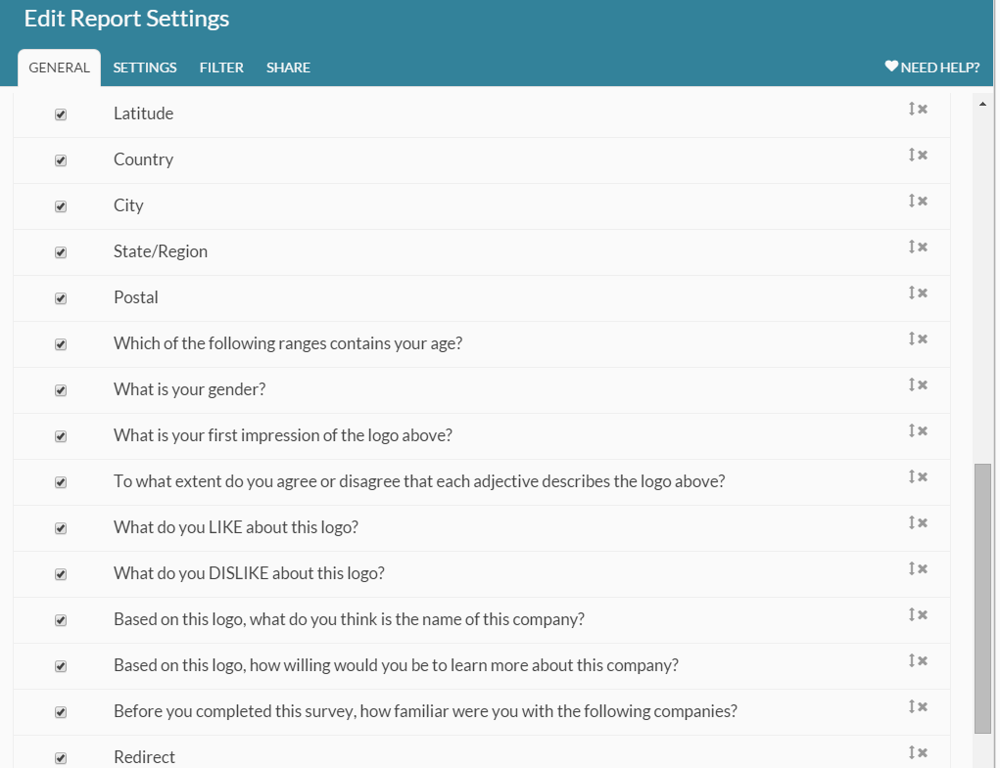 Edit Report Settings
GENERAL SETTINGS FILTER SHARE NEED HELP?
Latitude
Country
City
State/Region
Postal
Which of the following ranges contains your age?
What is your gender?
What is your first impression of the logo above?
To what extent do you agree or disagree that each adjective describes the logo above?
What do you LIKE about this logo?
What do you DISLIKE about this logo?
Based on this logo, what do you think is the name of this company?
Based on this logo, how willing would you be to learn more about this company?
Before you completed this survey, how familiar were you with the following companies?
Redirect